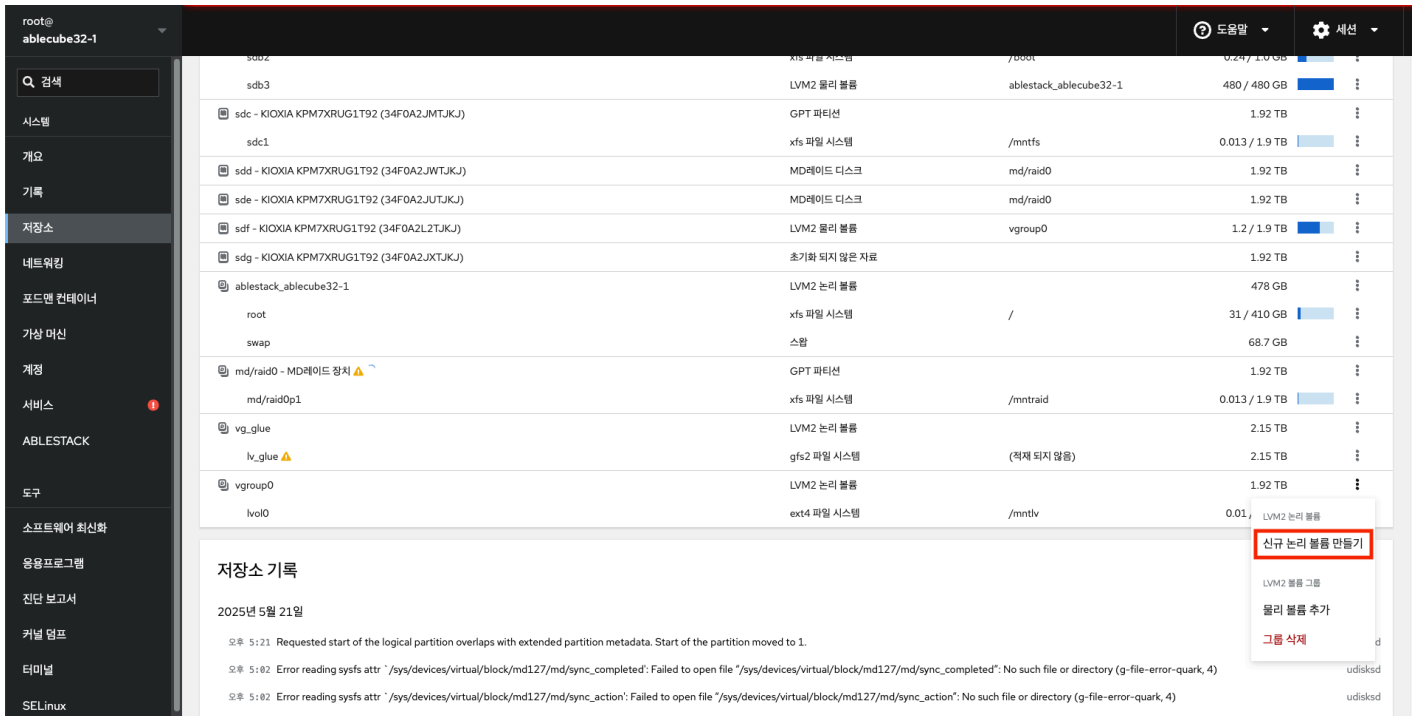 root@
ablecube32-1
도움말
세션
검색
시스템
개요
기록
저장소
네트워킹
포드맨 컨테이너
가상 머신
계정
서비스
ABLESTACK
도구
소프트웨어 최신화
응용프로그램
진단 보고서
커널 덤프
터미널
SELinux
sdb2 xfs 파일 시스템 /boot 0.24 / 1.0 GB
sdb3 LVM2 물리 볼륨 ablestack_ablecube32-1 480 / 480 GB
sdc - KIOXIA KPM7XRUG1T92 (34F0A2JMTJKJ) GPT 파티션 1.92 TB
sdc1 xfs 파일 시스템 /mntfs 0.013 / 1.9 TB
sdd - KIOXIA KPM7XRUG1T92 (34F0A2JWTJKJ) MD레이드 디스크 md/raid0 1.92 TB
sde - KIOXIA KPM7XRUG1T92 (34F0A2JUTJKJ) MD레이드 디스크 md/raid0 1.92 TB
sdf - KIOXIA KPM7XRUG1T92 (34F0A2L2TJKJ) LVM2 물리 볼륨 vgroup0 1.2 / 1.9 TB
sdg - KIOXIA KPM7XRUG1T92 (34F0A2JXTJKJ) 초기화 되지 않은 자료 1.92 TB
ablestack_ablecube32-1 LVM2 논리 볼륨 478 GB
root xfs 파일 시스템 / 31 / 410 GB
swap 스왑 68.7 GB
md/raid0 - MD레이드 장치 GPT 파티션 1.92 TB
md/raid0p1 xfs 파일 시스템 /mntraid 0.013 / 1.9 TB
vg_glue LVM2 논리 볼륨 2.15 TB
lv_glue gfs2 파일 시스템 (적재 되지 않음) 2.15 TB
vgroup0 LVM2 논리 볼륨 1.92 TB
lvol0 ext4 파일 시스템 /mntlv 0.01
LVM2 논리 볼륨
신규 논리 볼륨 만들기
LVM2 볼륨 그룹
물리 볼륨 추가
그룹 삭제
저장소 기록
2025년 5월 21일
오후 5:21 Requested start of the logical partition overlaps with extended partition metadata. Start of the partition moved to 1.
오후 5:02 Error reading sysfs attr `/sys/devices/virtual/block/md127/md/sync_completed': Failed to open file “/sys/devices/virtual/block/md127/md/sync_completed”: No such file or directory (g-file-error-quark, 4) udisksd
오후 5:02 Error reading sysfs attr `/sys/devices/virtual/block/md127/md/sync_action': Failed to open file “/sys/devices/virtual/block/md127/md/sync_action”: No such file or directory (g-file-error-quark, 4) udisksd